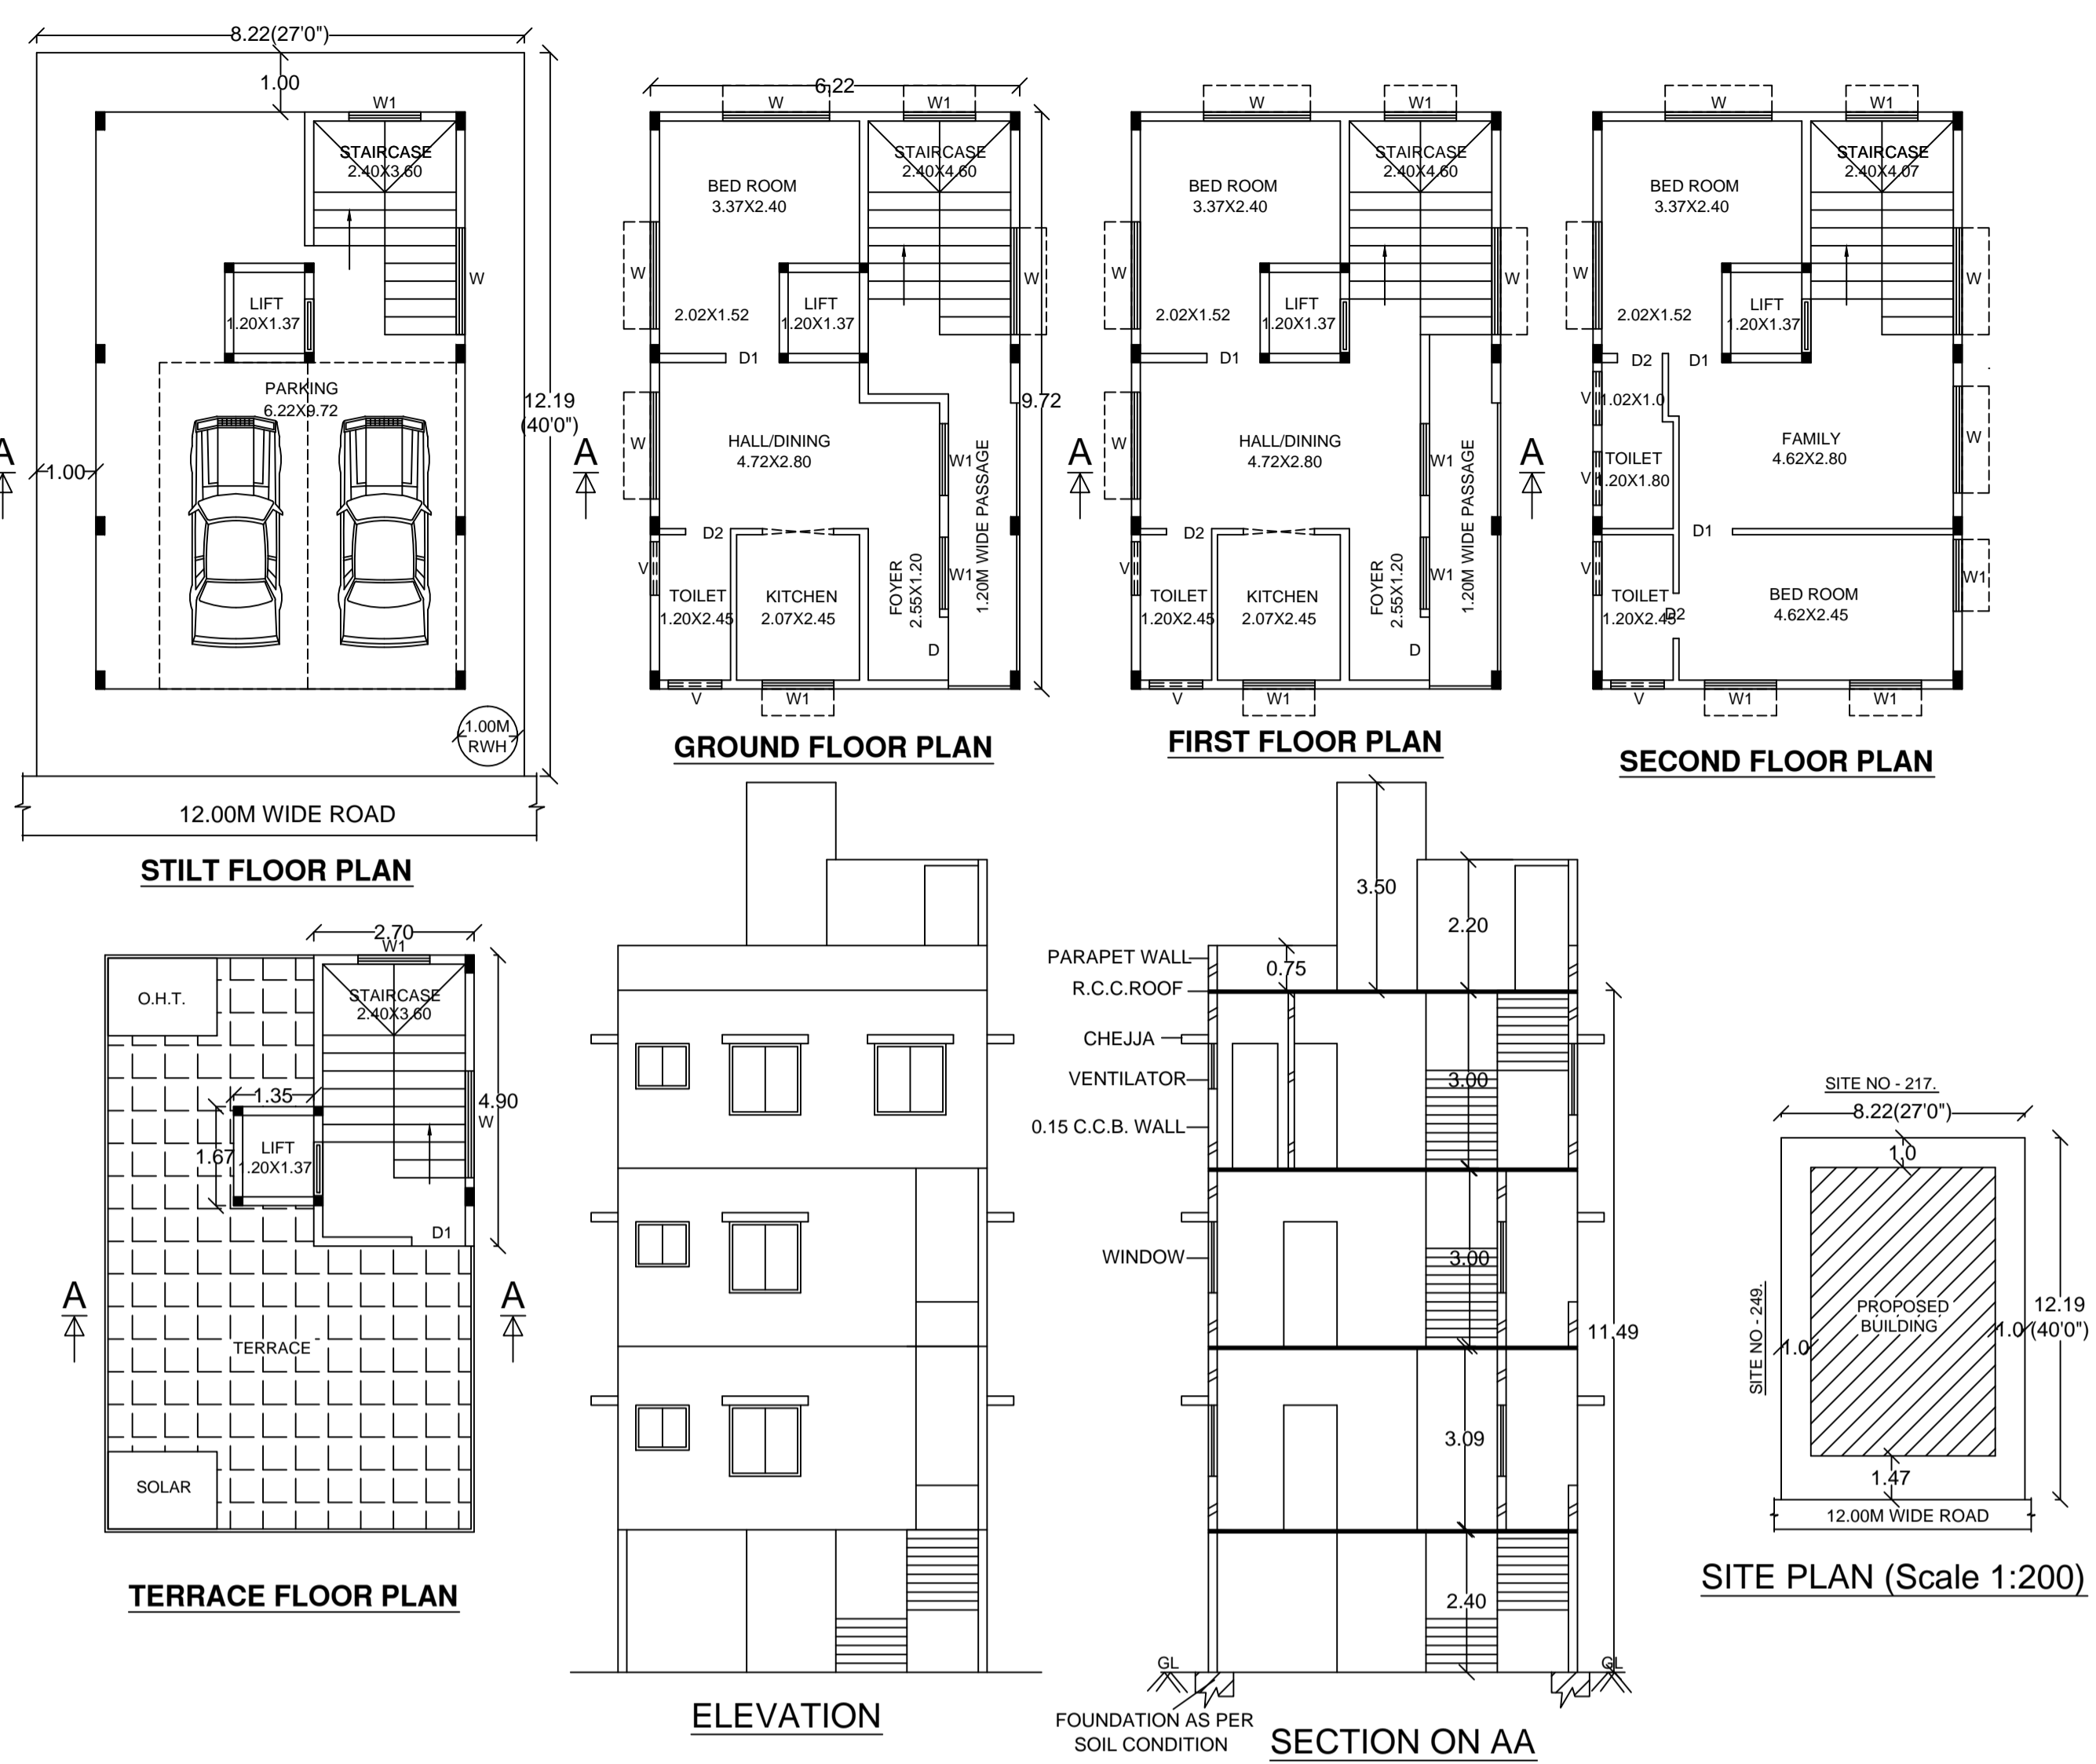 8.22(27'0")
1.00
W1
STAIRCASE
2.40X3.60
W
LIFT
1.20X1.37
PARKING
6.22X9.72
12.19
(40'0")
A
1.00
A
1.00M
RWH
12.00M WIDE ROAD
STILT FLOOR PLAN
6.22
W
W1
STAIRCASE
2.40X4.60
BED ROOM
3.37X2.40
W
W
LIFT
1.20X1.37
2.02X1.52
D1
9.72
W
HALL/DINING
4.72X2.80
W1
1.20M WIDE PASSAGE
D2
V
W1
FOYER
2.55X1.20
TOILET
1.20X2.45
KITCHEN
2.07X2.45
D
V
W1
GROUND FLOOR PLAN
W
W1
STAIRCASE
2.40X4.60
BED ROOM
3.37X2.40
W
W
LIFT
1.20X1.37
2.02X1.52
D1
A
W
HALL/DINING
4.72X2.80
W1
1.20M WIDE PASSAGE
D2
V
W1
FOYER
2.55X1.20
TOILET
1.20X2.45
KITCHEN
2.07X2.45
D
V
W1
FIRST FLOOR PLAN
W
W1
STAIRCASE
2.40X4.07
BED ROOM
3.37X2.40
W
W
LIFT
1.20X1.37
2.02X1.52
D2
D1
V
1.02X1.0
A
FAMILY
4.62X2.80
W
V
TOILET
1.20X1.80
D1
V
W1
TOILET
1.20X2.45
D2
BED ROOM
4.62X2.45
V
W1
W1
SECOND FLOOR PLAN
2.70
W1
O.H.T.
STAIRCASE
2.40X3.60
1.35
4.90
W
1.67
LIFT
1.20X1.37
D1
A
A
TERRACE
SOLAR
TERRACE FLOOR PLAN
ELEVATION
3.50
2.20
PARAPET WALL
0.75
R.C.C.ROOF
CHEJJA
VENTILATOR
3.00
0.15 C.C.B. WALL
WINDOW
3.00
11.49
3.09
2.40
GL
GL
FOUNDATION AS PER
SOIL CONDITION
SECTION ON AA
SITE NO - 217.
8.22(27'0")
1.0
SITE NO - 249.
PROPOSED
BUILDING
12.19
(40'0")
1.0
1.0
1.47
12.00M WIDE ROAD
SITE PLAN (Scale 1:200)